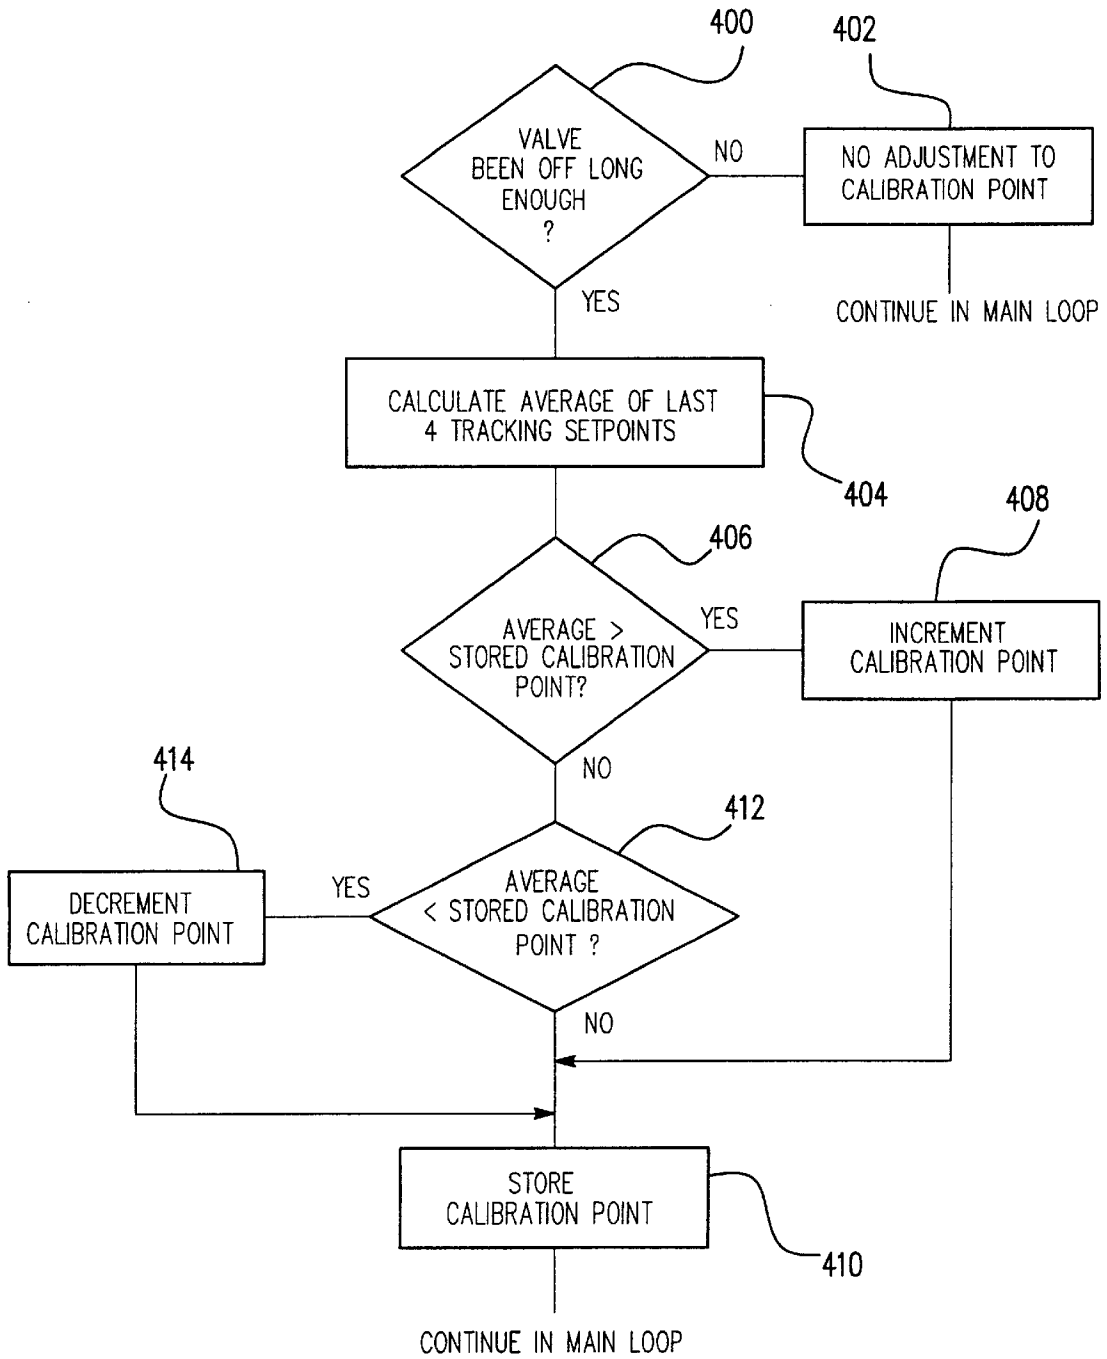 400
402
VALVE
BEEN OFF LONG
ENOUGH
?
NO
NO ADJUSTMENT TO
CALIBRATION POINT
YES
CONTINUE IN MAIN LOOP
CALCULATE AVERAGE OF LAST
4 TRACKING SETPOINTS
404
408
406
AVERAGE >
STORED CALIBRATION
POINT?
YES
INCREMENT
CALIBRATION POINT
NO
414
412
DECREMENT
CALIBRATION POINT
YES
AVERAGE
< STORED CALIBRATION
POINT ?
NO
STORE
CALIBRATION POINT
410
CONTINUE IN MAIN LOOP